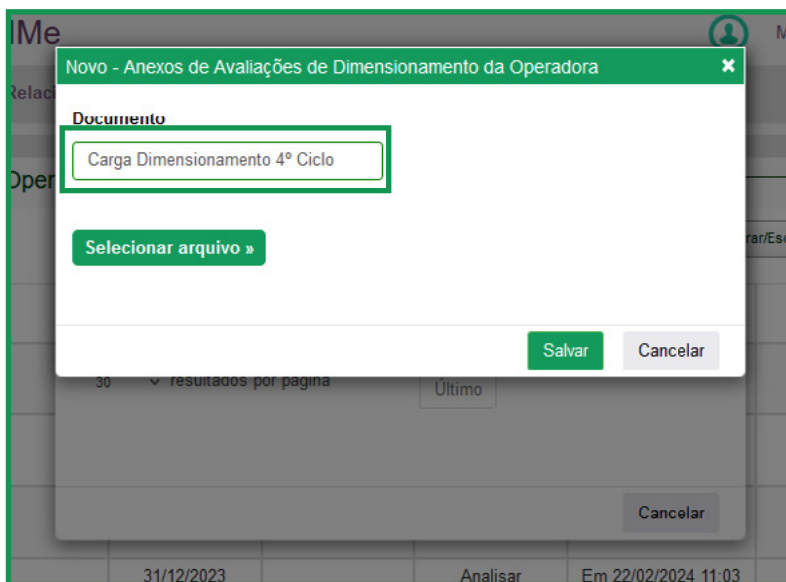 IMe
M
Novo - Anexos de Avaliações de Dimensionamento da Operadora
Relaci
Documento
Carga Dimensionamento 4º Ciclo
Oper
Selecionar arquivo »
rar/Esc
Salvar
Cancelar
30
resultados por página
Último
Cancelar
31/12/2023
Analisar
Em 22/02/2024 11:03